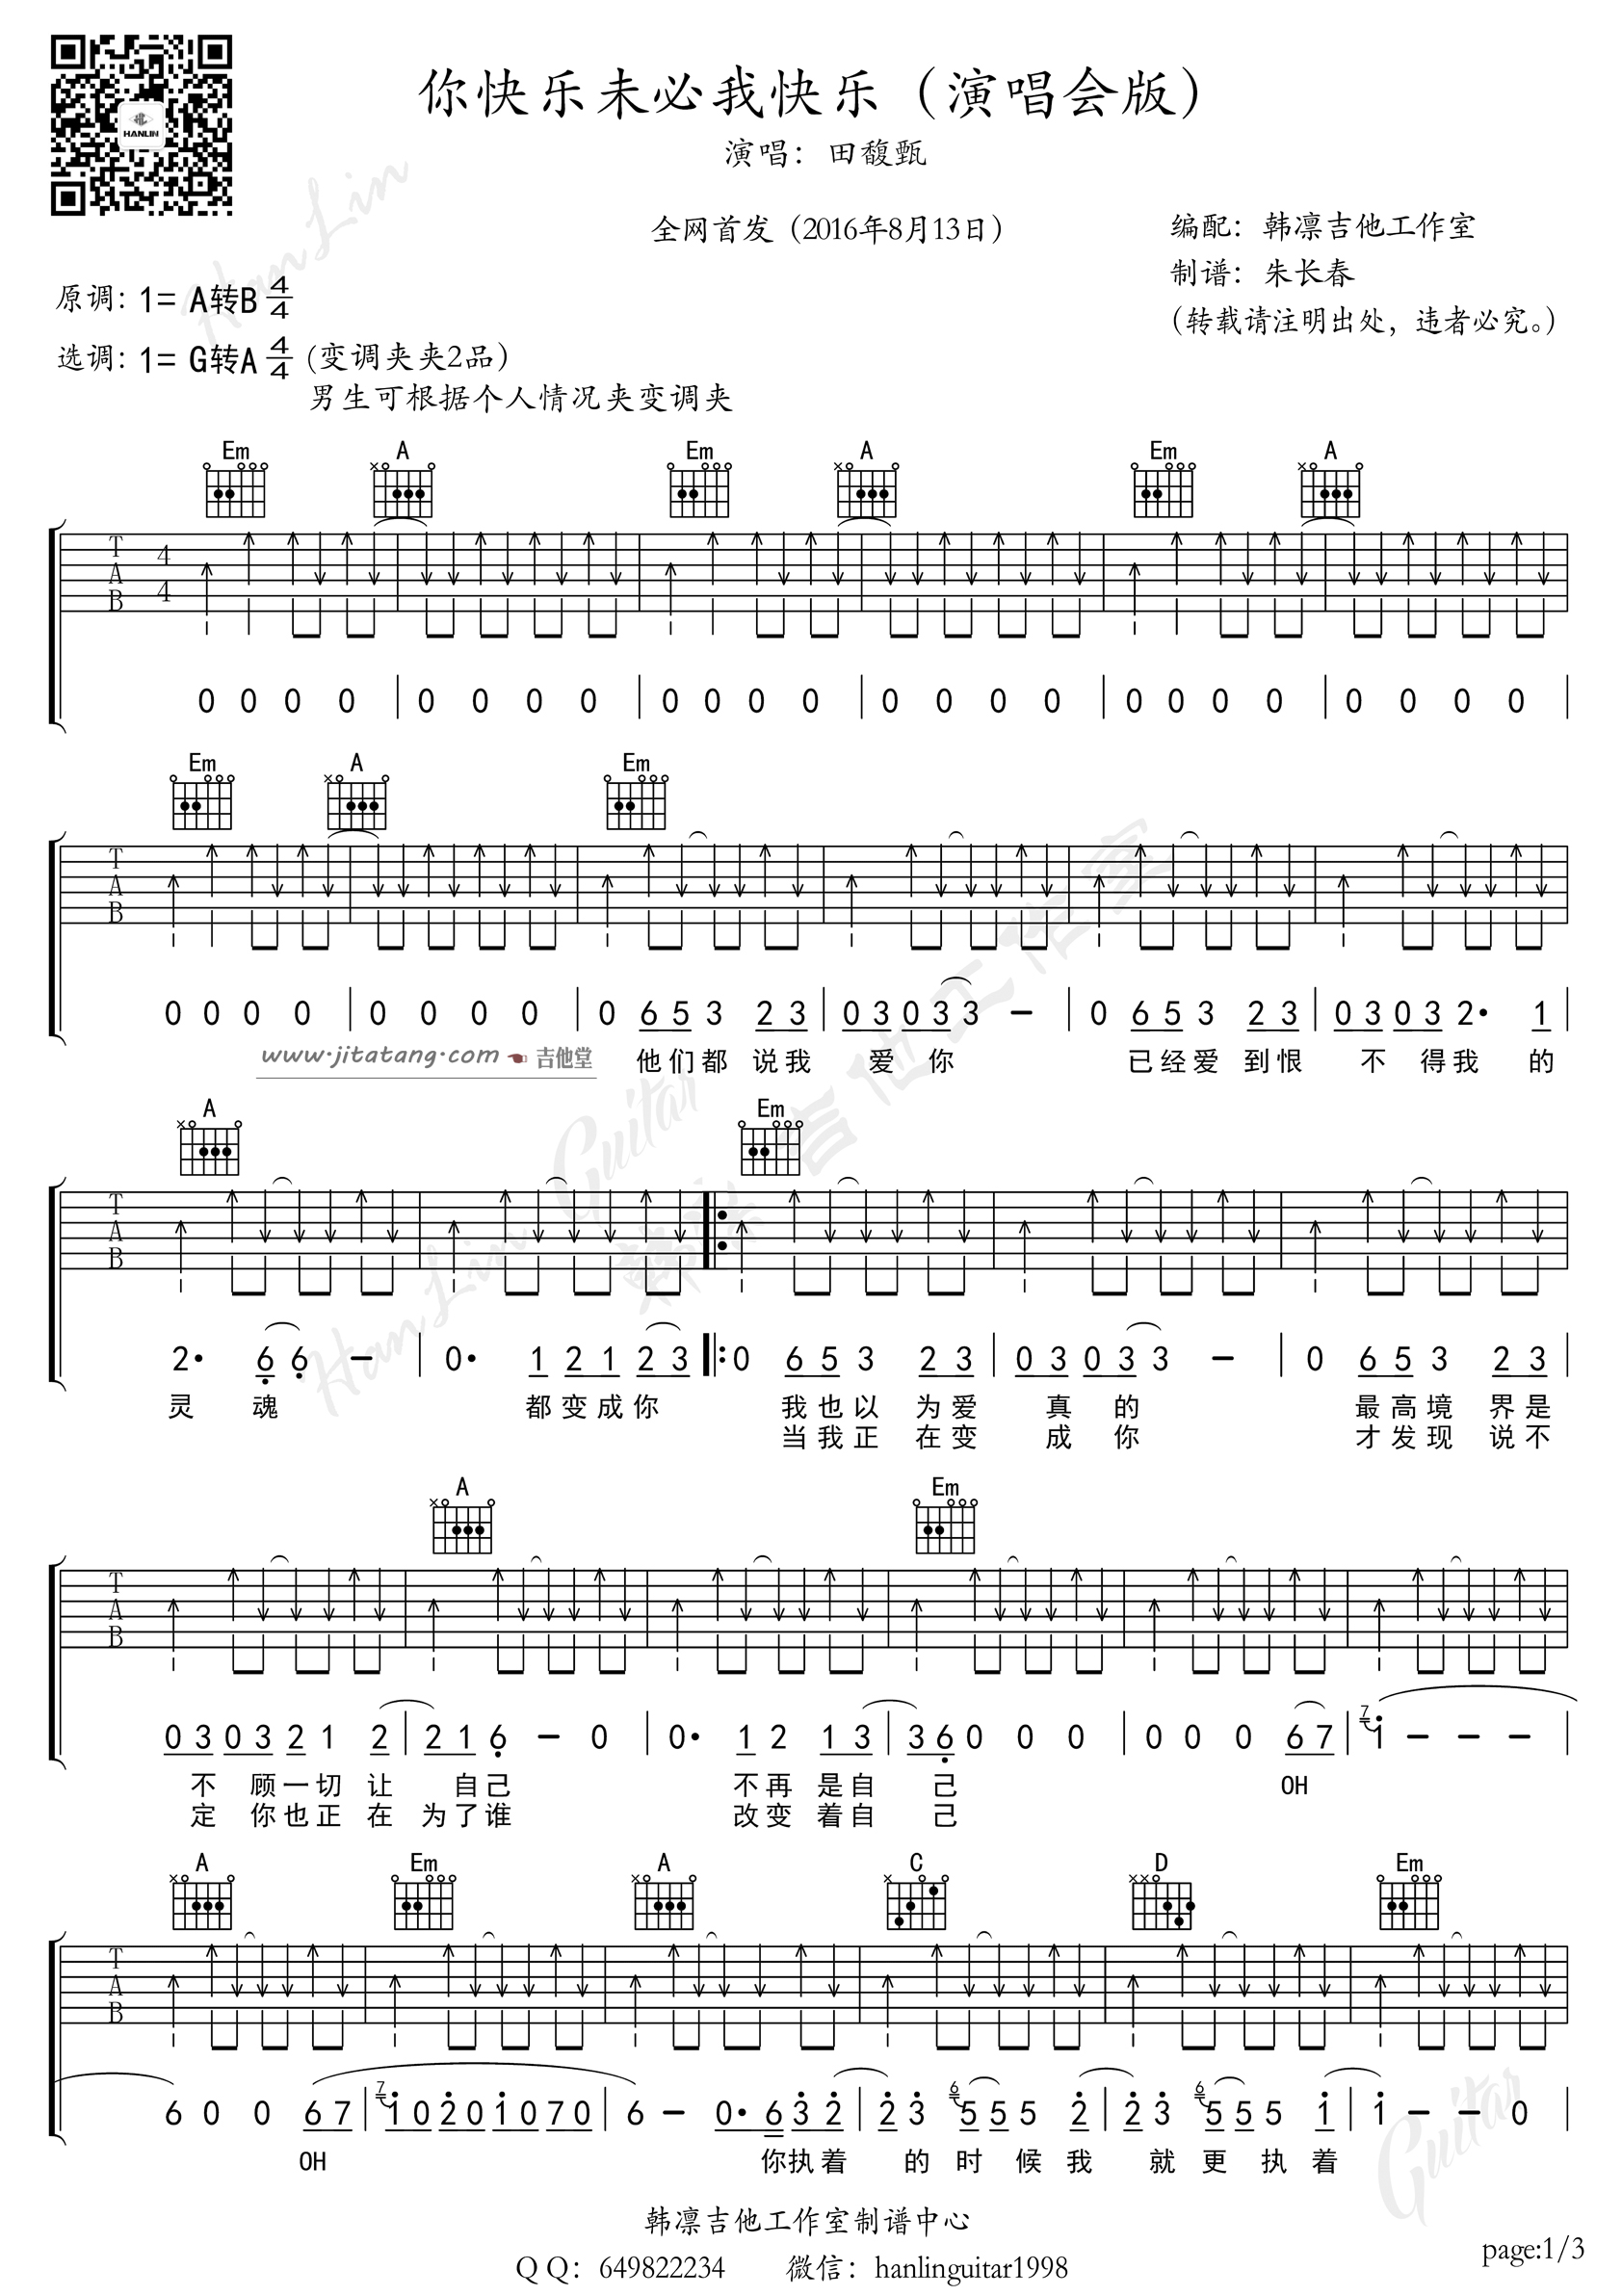 HANLIN
你快乐未必我快乐（演唱会版）
演唱：田馥甄
全网首发（2016年8月13日）
编配：韩凛吉他工作室
制谱：朱长春
（转载请注明出处，违者必究。）
原调：1= A转B 4/4
选调：1= G转A 4/4（变调夹夹2品）
男生可根据个人情况夹变调夹
Em A Em A Em A
T A B 4 4
0 0 0 0 | 0 0 0 0 | 0 0 0 0 | 0 0 0 0 | 0 0 0 0 | 0 0 0 0 |
Em A Em
T A B
0 0 0 0 | 0 0 0 0 | 0 6 5 3 2 3 | 0 3 0 3 3 - | 0 6 5 3 2 3 | 0 3 0 3 2· 1 |
他们都 说我 爱 你 已经爱 到恨 不 得我 的
www.jitatang.com 吉他堂
A Em
T A B
2· 6 6 - | 0· 1 2 1 2 3 |: 0 6 5 3 2 3 | 0 3 0 3 3 - | 0 6 5 3 2 3 |
灵 魂 都变成你 我也以 为爱 真 的 最高境 界是
当我正 在变 成 你 才发现 说不
A Em
T A B
0 3 0 3 2 1 2 | 2 1 6 - 0 | 0· 1 2 1 3 | 3 6 0 0 0 | 0 0 0 6 7 | 7 1 - - - |
不 顾一切 让 自己 不再 是自 己 OH
定 你也正 在 为了谁 改变 着自 己
A Em A C D Em
T A B
6 0 0 6 7 | 7 1 0 2 0 1 0 7 0 | 6 - 0· 6 3 2 | 2 3 6 5 5 5 2 | 2 3 6 5 5 5 1 | 1 - - 0 |
OH 你执着 的 时 候 我 就 更 执 着
韩凛吉他工作室制谱中心
QQ：649822234 微信：hanlinguitar1998
page:1/3
HanLin
HanLin Guitar
韩凛吉他工作室
Guitar